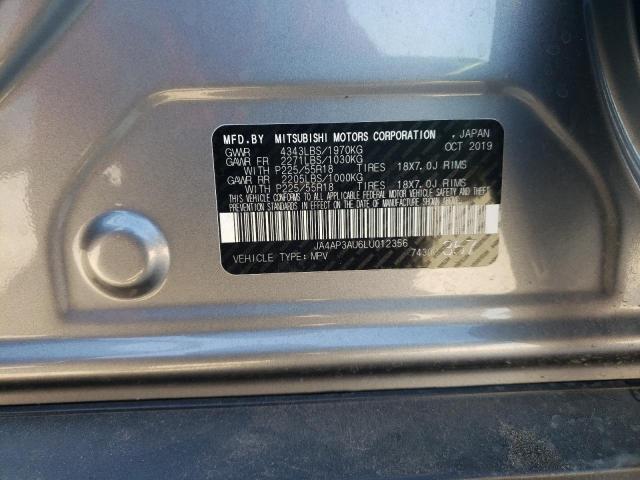 MFD.BY MITSUBISHI MOTORS CORPORATION , JAPAN
GVWR 4343LBS/1970KG OCT 2019
GAWR FR 2271LBS/1030KG
WITH P225/55R18 TIRES 18X7.0J RIMS
GAWR RR 2205LBS/1000KG
WITH P225/55R18 TIRES 18X7.0J RIMS
THIS VEHICLE CONFORMS TO ALL APPLICABLE FEDERAL MOTOR VEHICLE SAFETY, BUMPER AND THEFT
PREVENTION STANDARDS IN EFFECT ON THE DATE OF MANUFACTURE SHOWN ABOVE.
JA4AP3AU6LU012356
VEHICLE TYPE: MPV